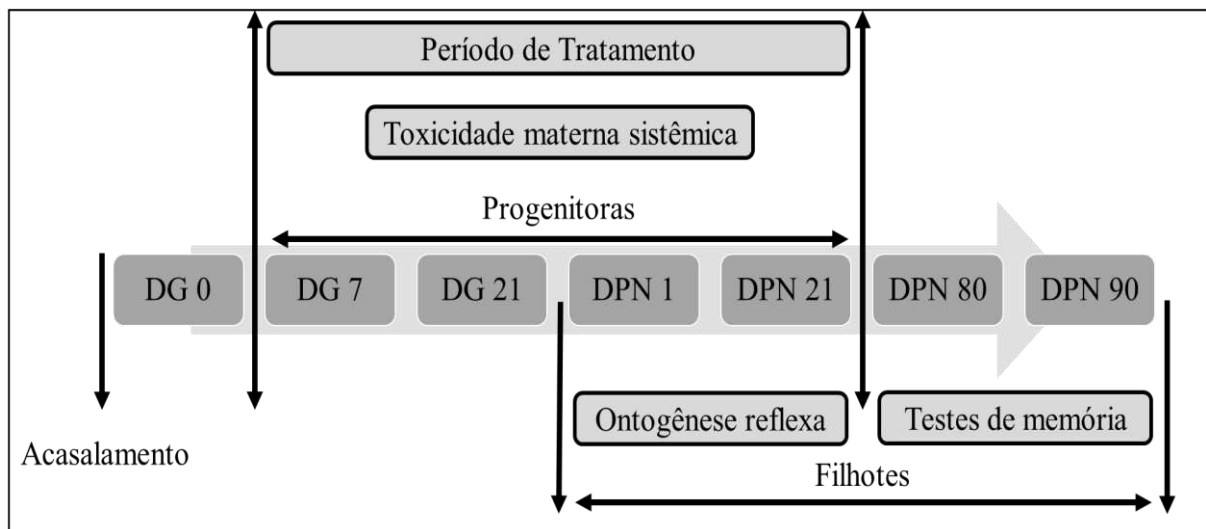 Período de Tratamento
Toxicidade materna sistêmica
Progenitoras
DG 0
DG 7
DG 21
DPN 1
DPN 21
DPN 80
DPN 90
Ontogênese reflexa
Testes de memória
Acasalamento
Filhotes